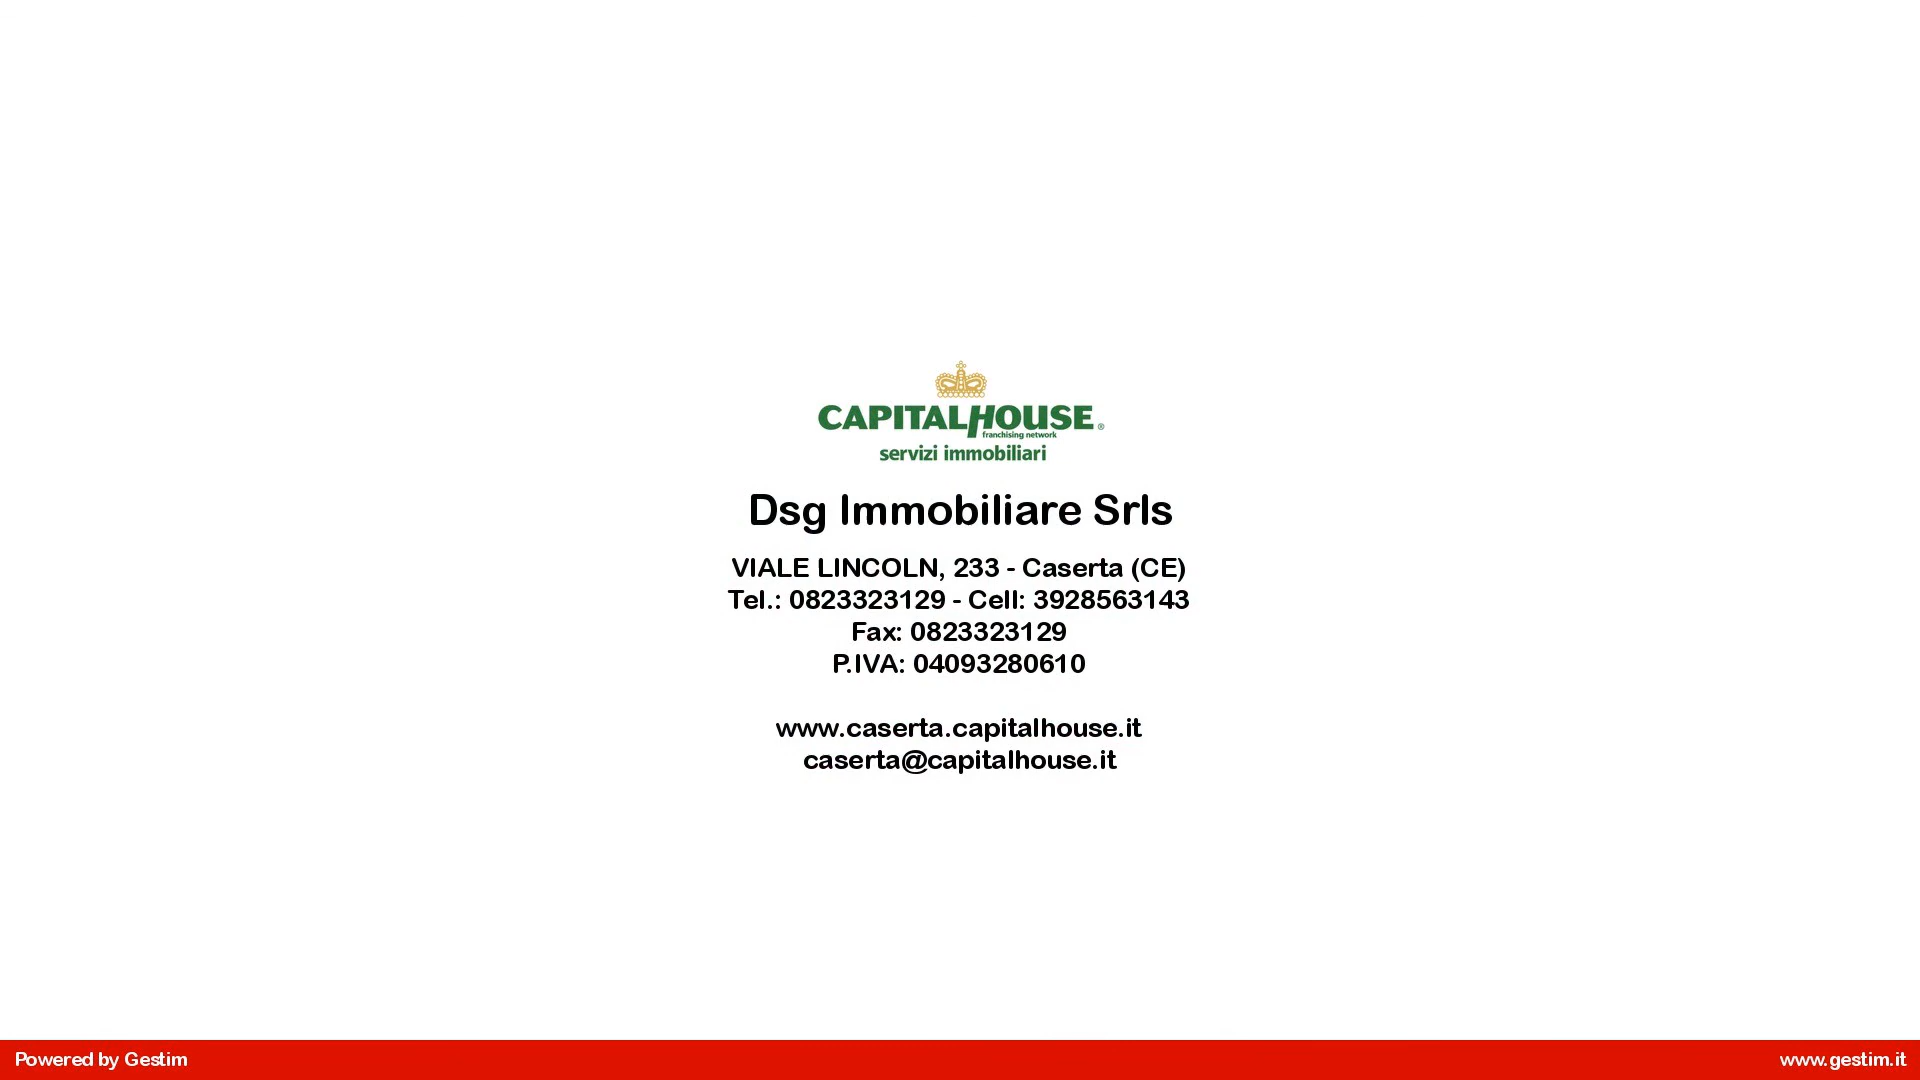 CAPITALHOUSE®
franchising network
servizi immobiliari
Dsg Immobiliare Srls
VIALE LINCOLN, 233 - Caserta (CE)
Tel.: 0823323129 - Cell: 3928563143
Fax: 0823323129
P.IVA: 04093280610
www.caserta.capitalhouse.it
caserta@capitalhouse.it
Powered by Gestim
www.gestim.it